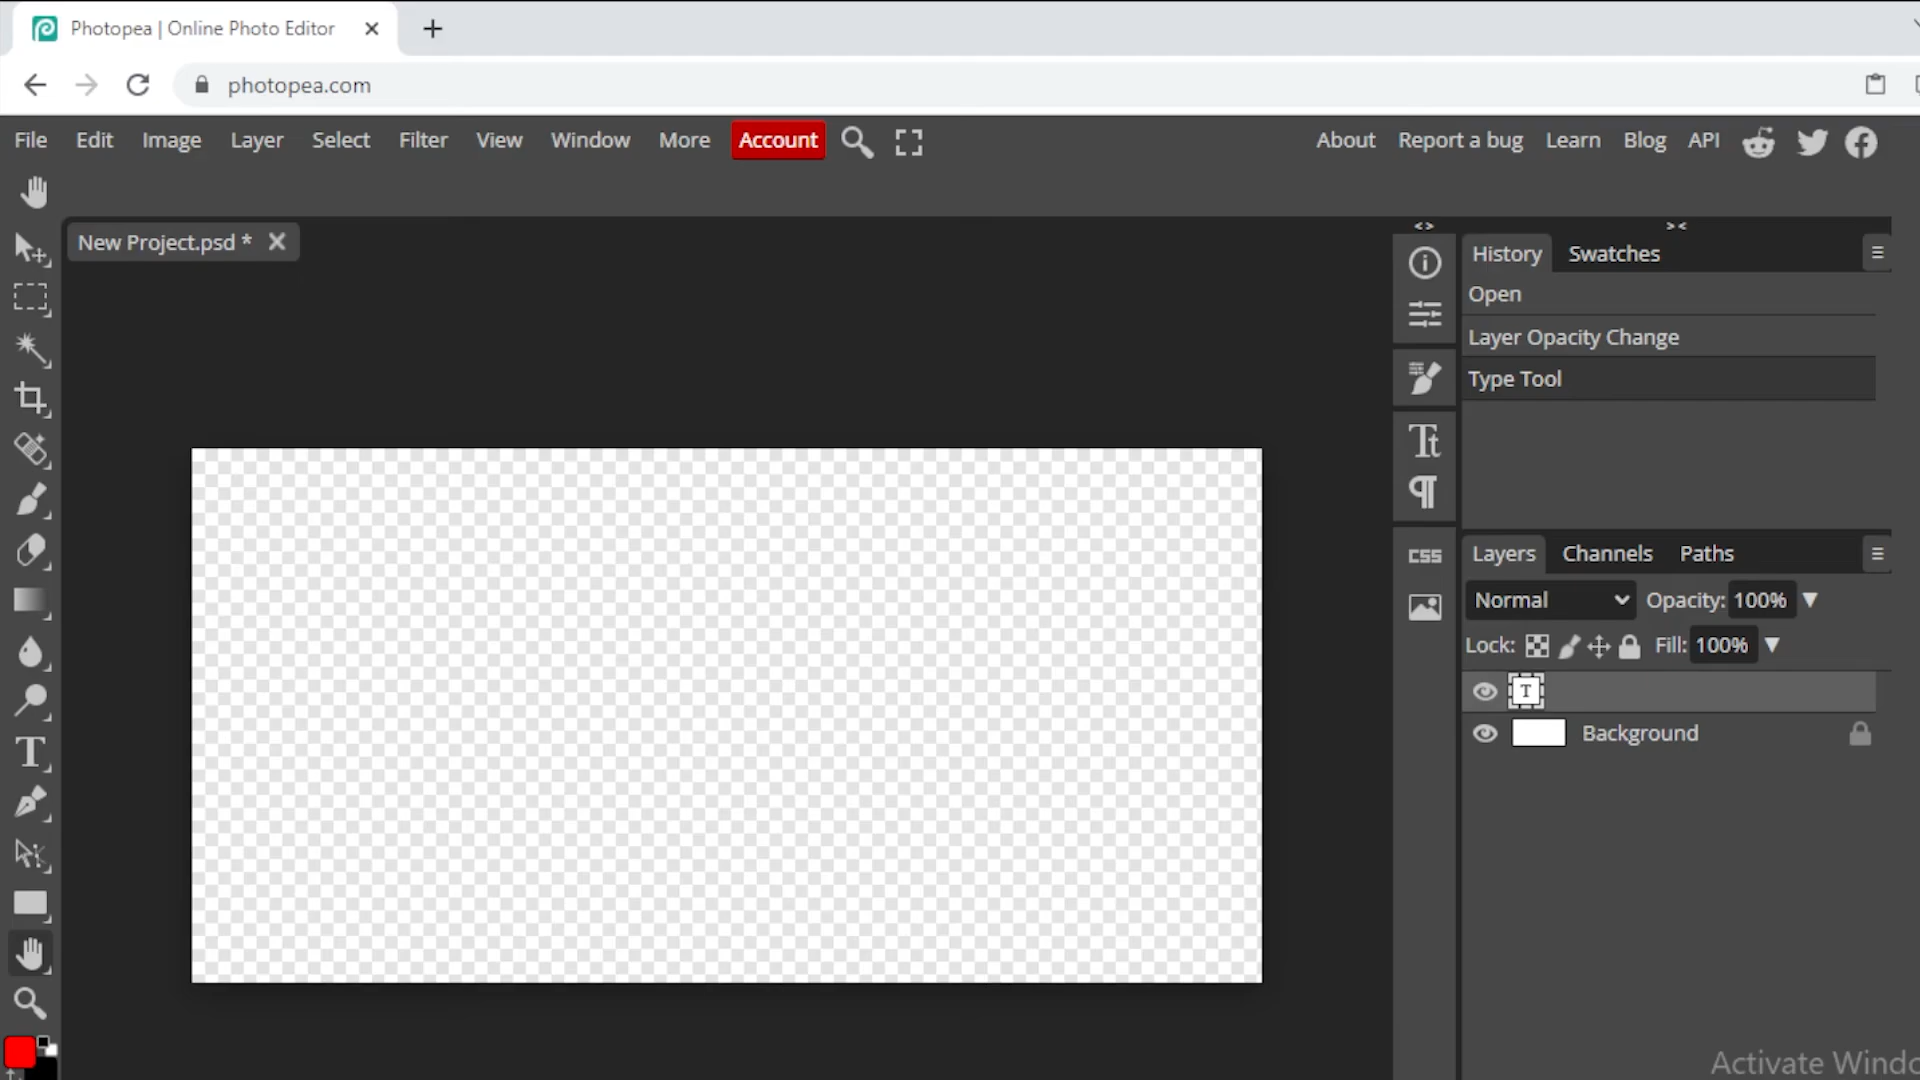 Photopea | Online Photo Editor
photopea.com
File Edit Image Layer Select Filter View Window More Account About Report a bug Learn Blog API
New Project.psd *
History Swatches
Open
Layer Opacity Change
Type Tool
Tt
CSS
Layers Channels Paths
Normal Opacity: 100%
Lock: Fill: 100%
T
Background
T
Activate Windo